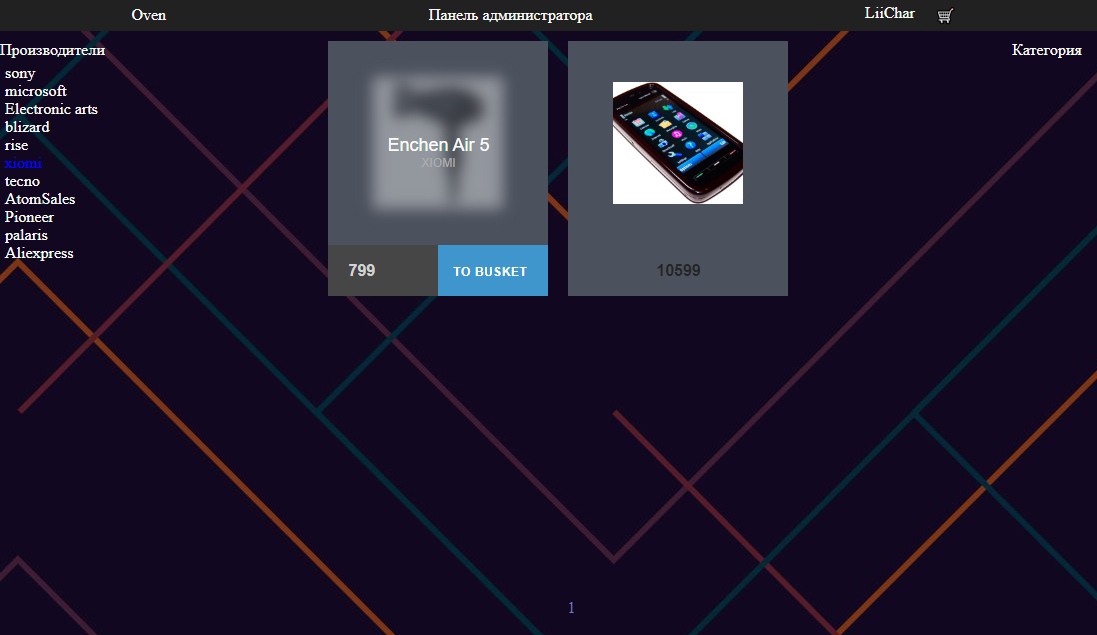 Oven
Панель администратора
LiiChar
Производители
sony
microsoft
Electronic arts
blizard
rise
xiomi
tecno
AtomSales
Pioneer
palaris
Aliexpress
Enchen Air 5
XIOMI
799
TO BUSKET
10599
Категория
1